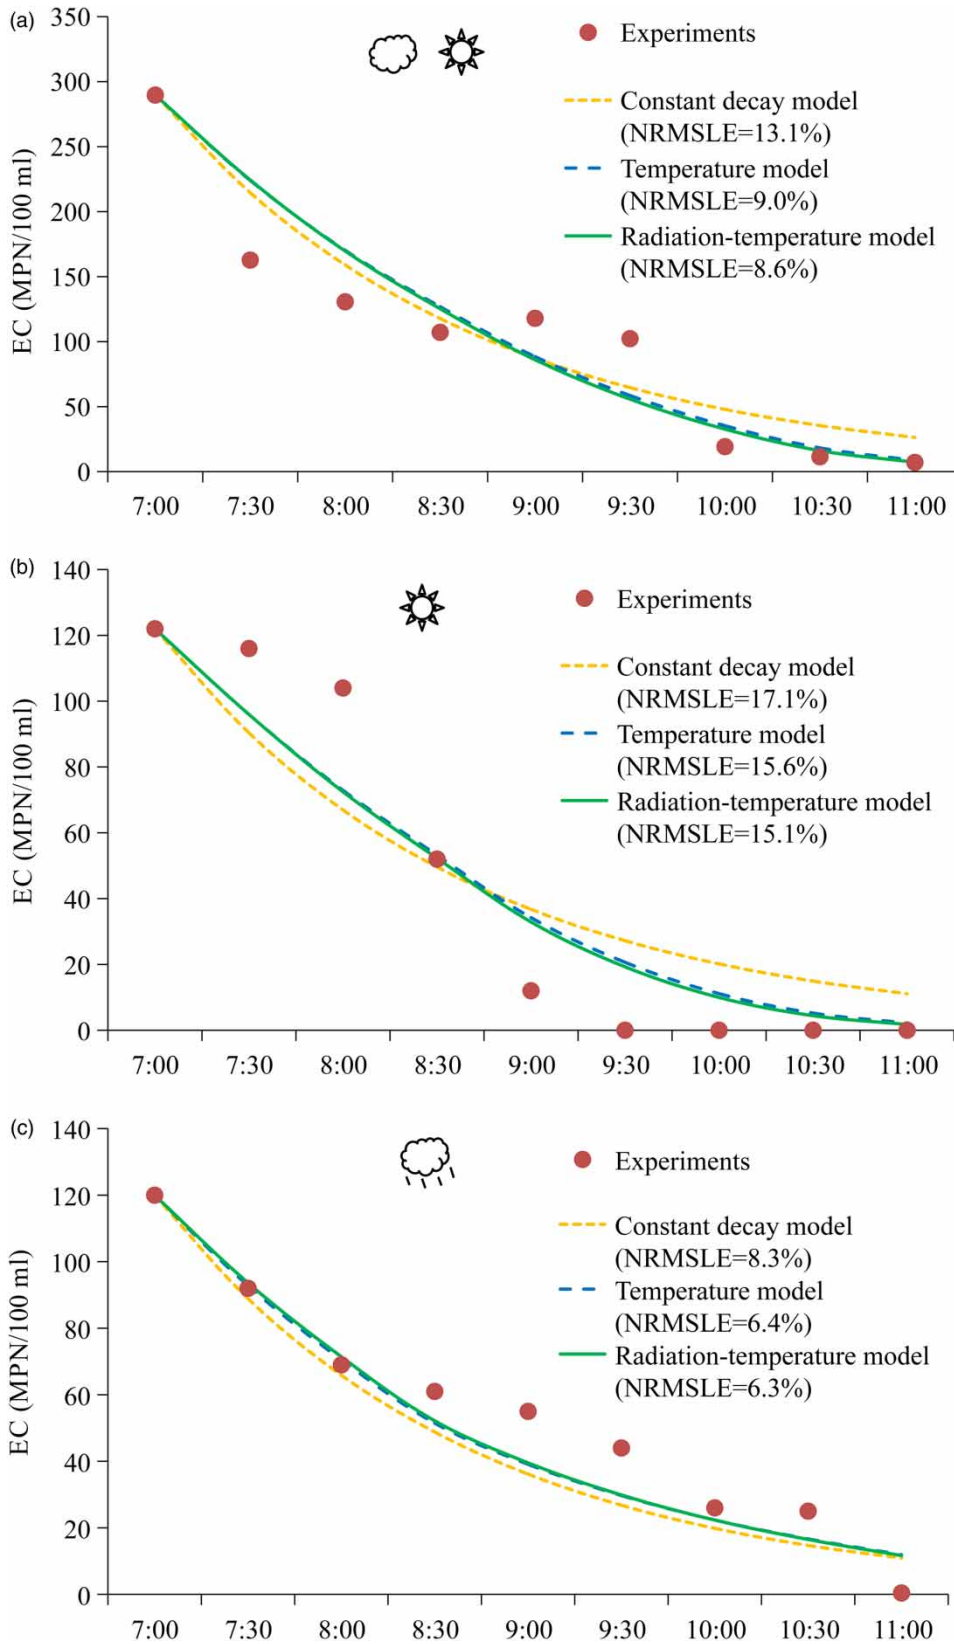 (a)
350
300
250
200
150
100
50
0
EC (MPN/100 ml)
Experiments
Constant decay model
(NRMSLE=13.1%)
Temperature model
(NRMSLE=9.0%)
Radiation-temperature model
(NRMSLE=8.6%)
7:00 7:30 8:00 8:30 9:00 9:30 10:00 10:30 11:00
(b)
140
120
100
80
60
40
20
0
EC (MPN/100 ml)
Experiments
Constant decay model
(NRMSLE=17.1%)
Temperature model
(NRMSLE=15.6%)
Radiation-temperature model
(NRMSLE=15.1%)
7:00 7:30 8:00 8:30 9:00 9:30 10:00 10:30 11:00
(c)
140
120
100
80
60
40
20
0
EC (MPN/100 ml)
Experiments
Constant decay model
(NRMSLE=8.3%)
Temperature model
(NRMSLE=6.4%)
Radiation-temperature model
(NRMSLE=6.3%)
7:00 7:30 8:00 8:30 9:00 9:30 10:00 10:30 11:00